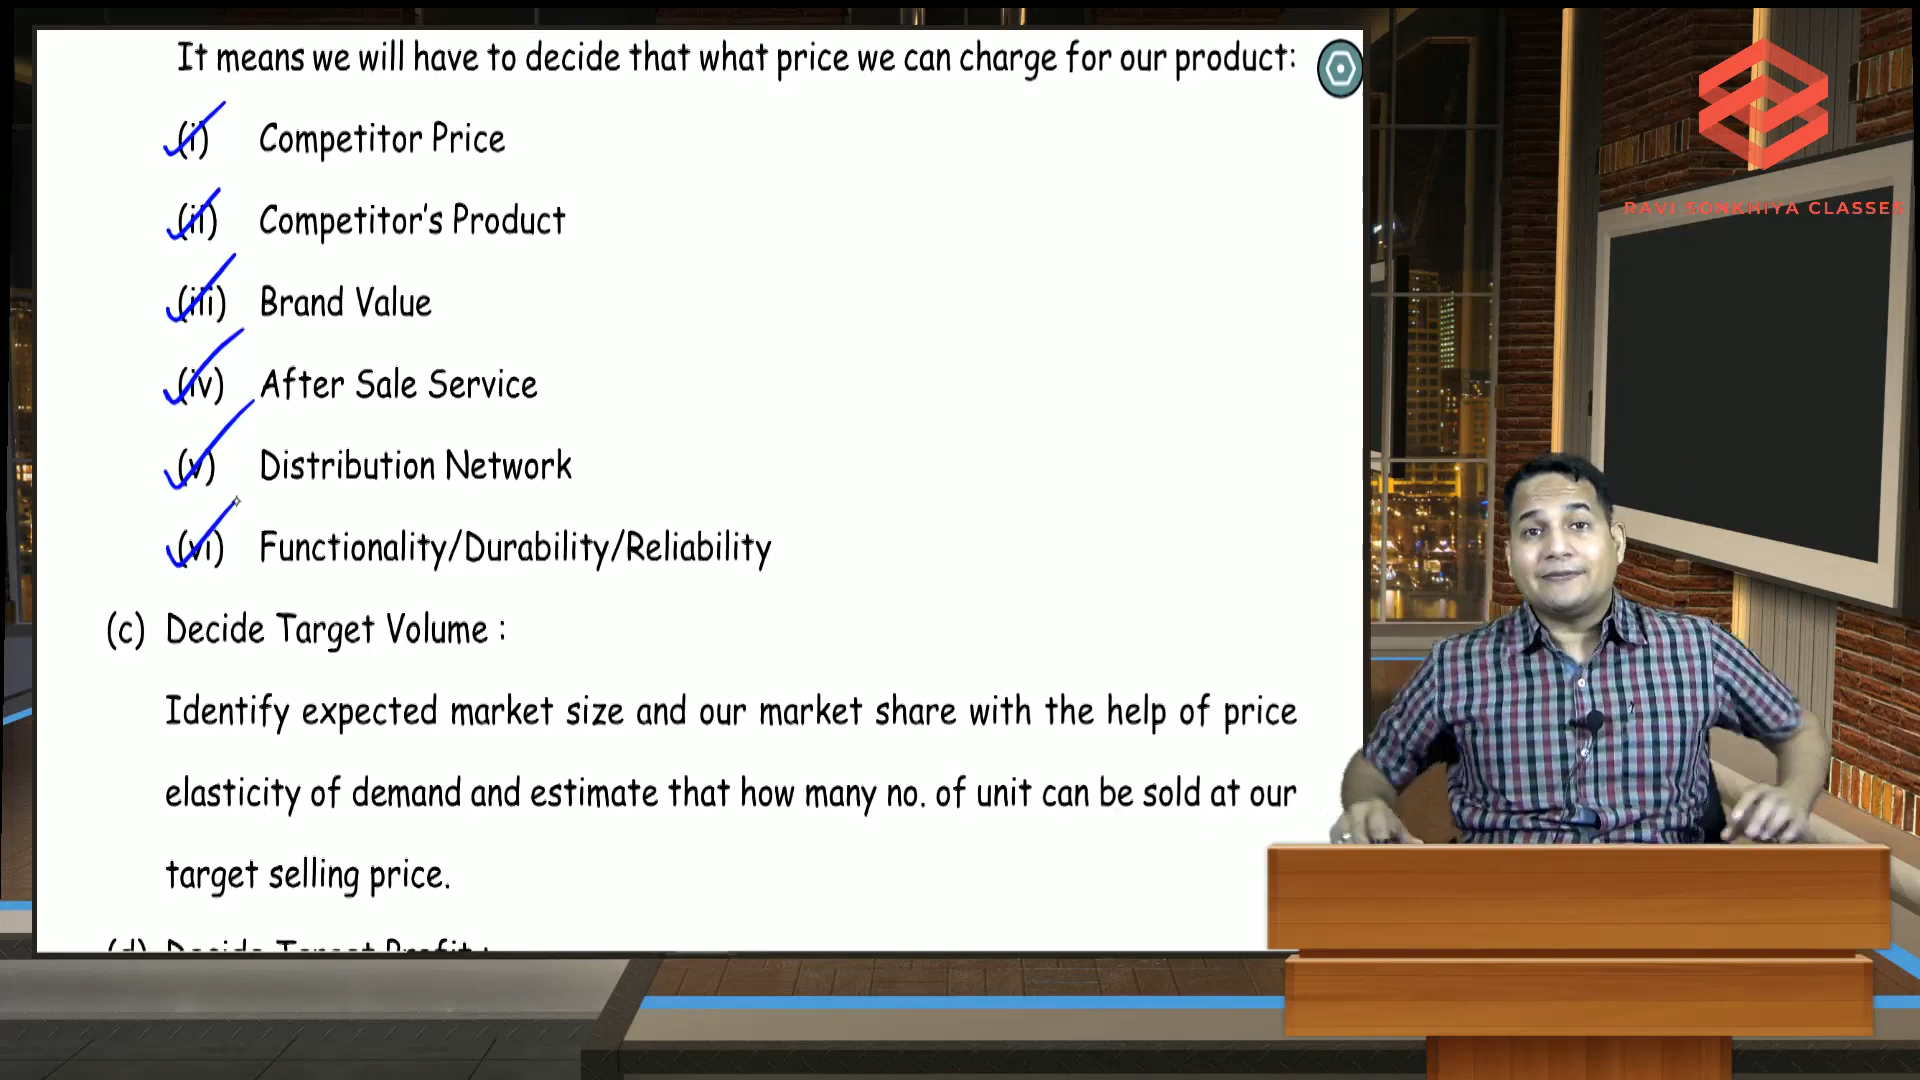 It means we will have to decide that what price we can charge for our product:
(i) Competitor Price
(ii) Competitor's Product
(iii) Brand Value
(iv) After Sale Service
(v) Distribution Network
(vi) Functionality/Durability/Reliability
(c) Decide Target Volume :
Identify expected market size and our market share with the help of price
elasticity of demand and estimate that how many no. of unit can be sold at our
target selling price.
(d) Decide Target Profit :
RAVI SONKHIYA CLASSES